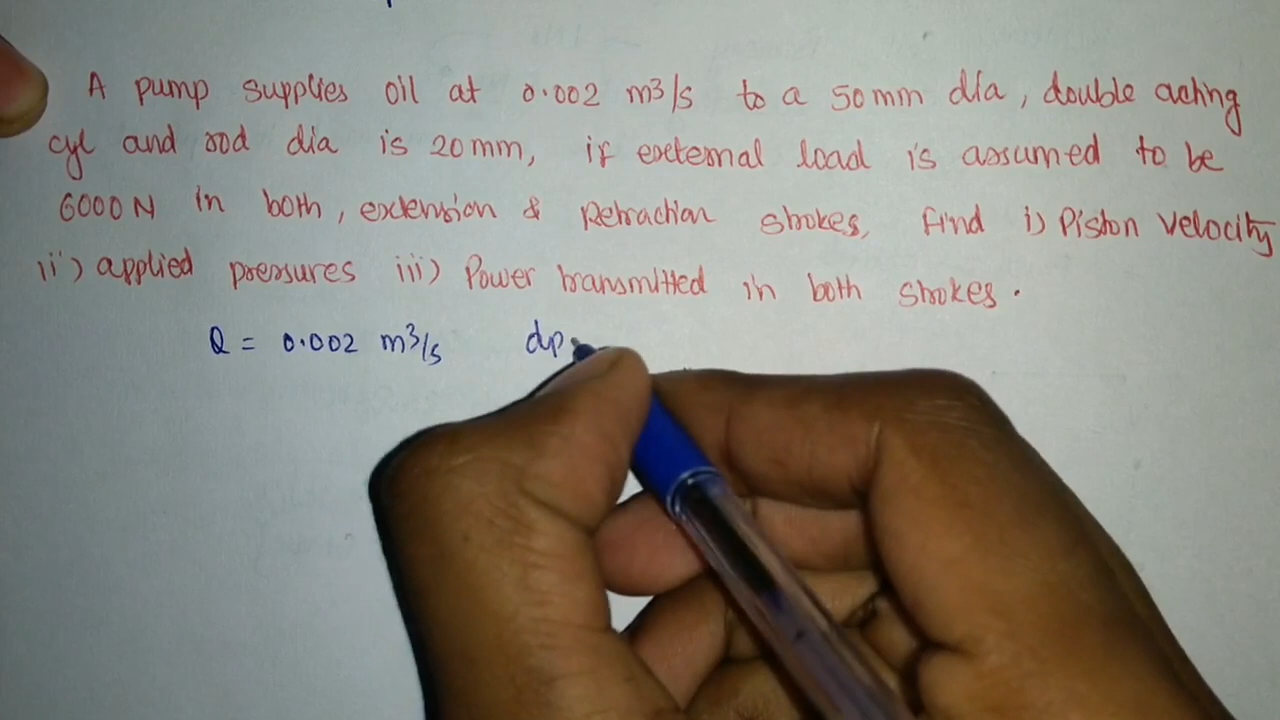 A pump supplies oil at 0.002 m3/s to a 50mm dia, double acting
cyl and rod dia is 20mm, if external load is assumed to be
6000N in both, extension & Retraction strokes, find i) Piston velocity
ii) applied pressures iii) Power transmitted in both strokes.
Q = 0.002 m3/s dp